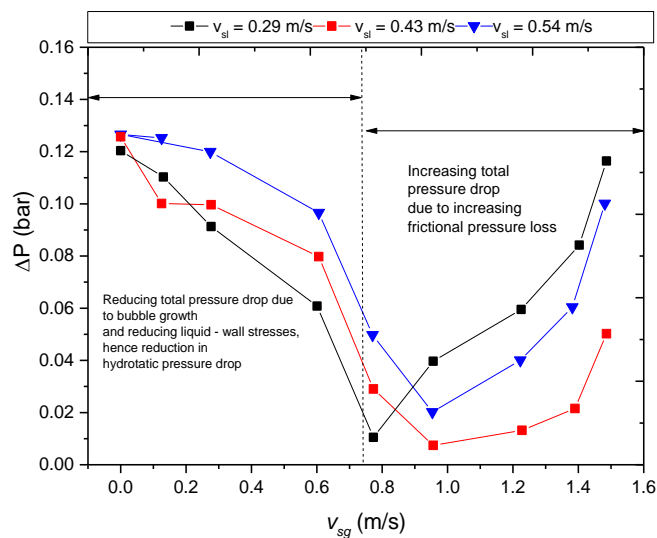 v_sl = 0.29 m/s v_sl = 0.43 m/s v_sl = 0.54 m/s
0.16
0.14
0.12
0.10
0.08
0.06
0.04
0.02
0.00
ΔP (bar)
Increasing total
pressure drop
due to increasing
frictional pressure loss
Reducing total pressure drop due
to bubble growth
and reducing liquid - wall stresses,
hence reduction in
hydrotatic pressure drop
0.0 0.2 0.4 0.6 0.8 1.0 1.2 1.4 1.6
v_sg (m/s)